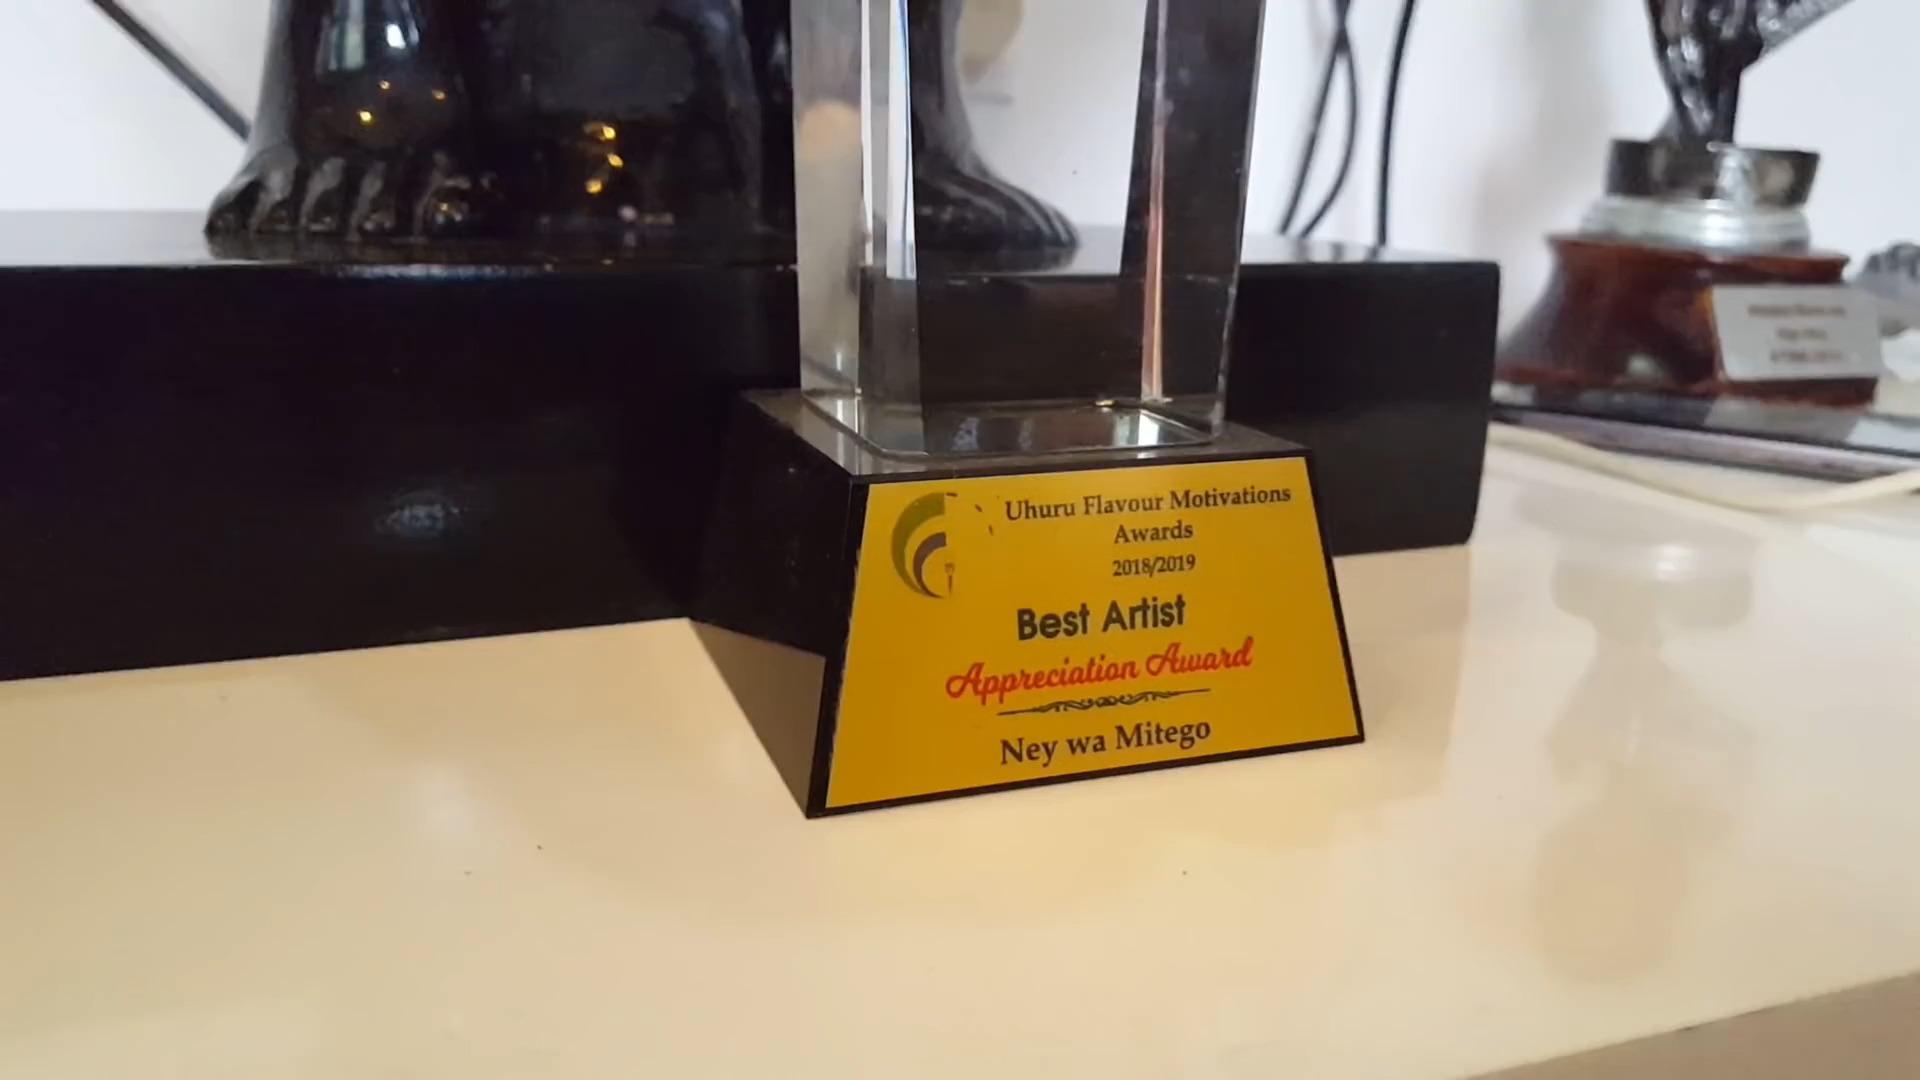 Uhuru Flavour Motivations
Awards
2018/2019
Best Artist
Appreciation Award
Ney wa Mitego